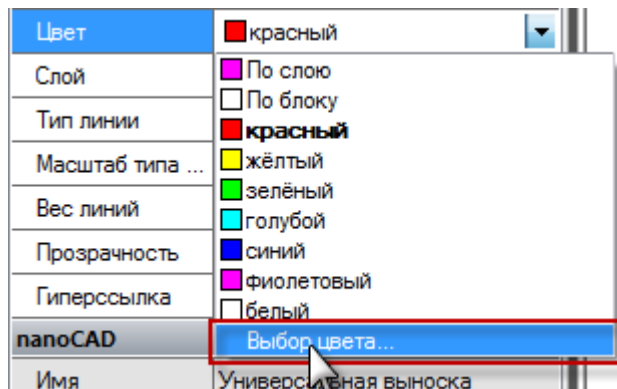 Цвет
красный
Слой
Тип линии
Масштаб типа ...
Вес линий
Прозрачность
Гиперссылка
По слою
По блоку
красный
жёлтый
зелёный
голубой
синий
фиолетовый
белый
Выбор цвета...
nanoCAD
Имя
Универсальная выноска